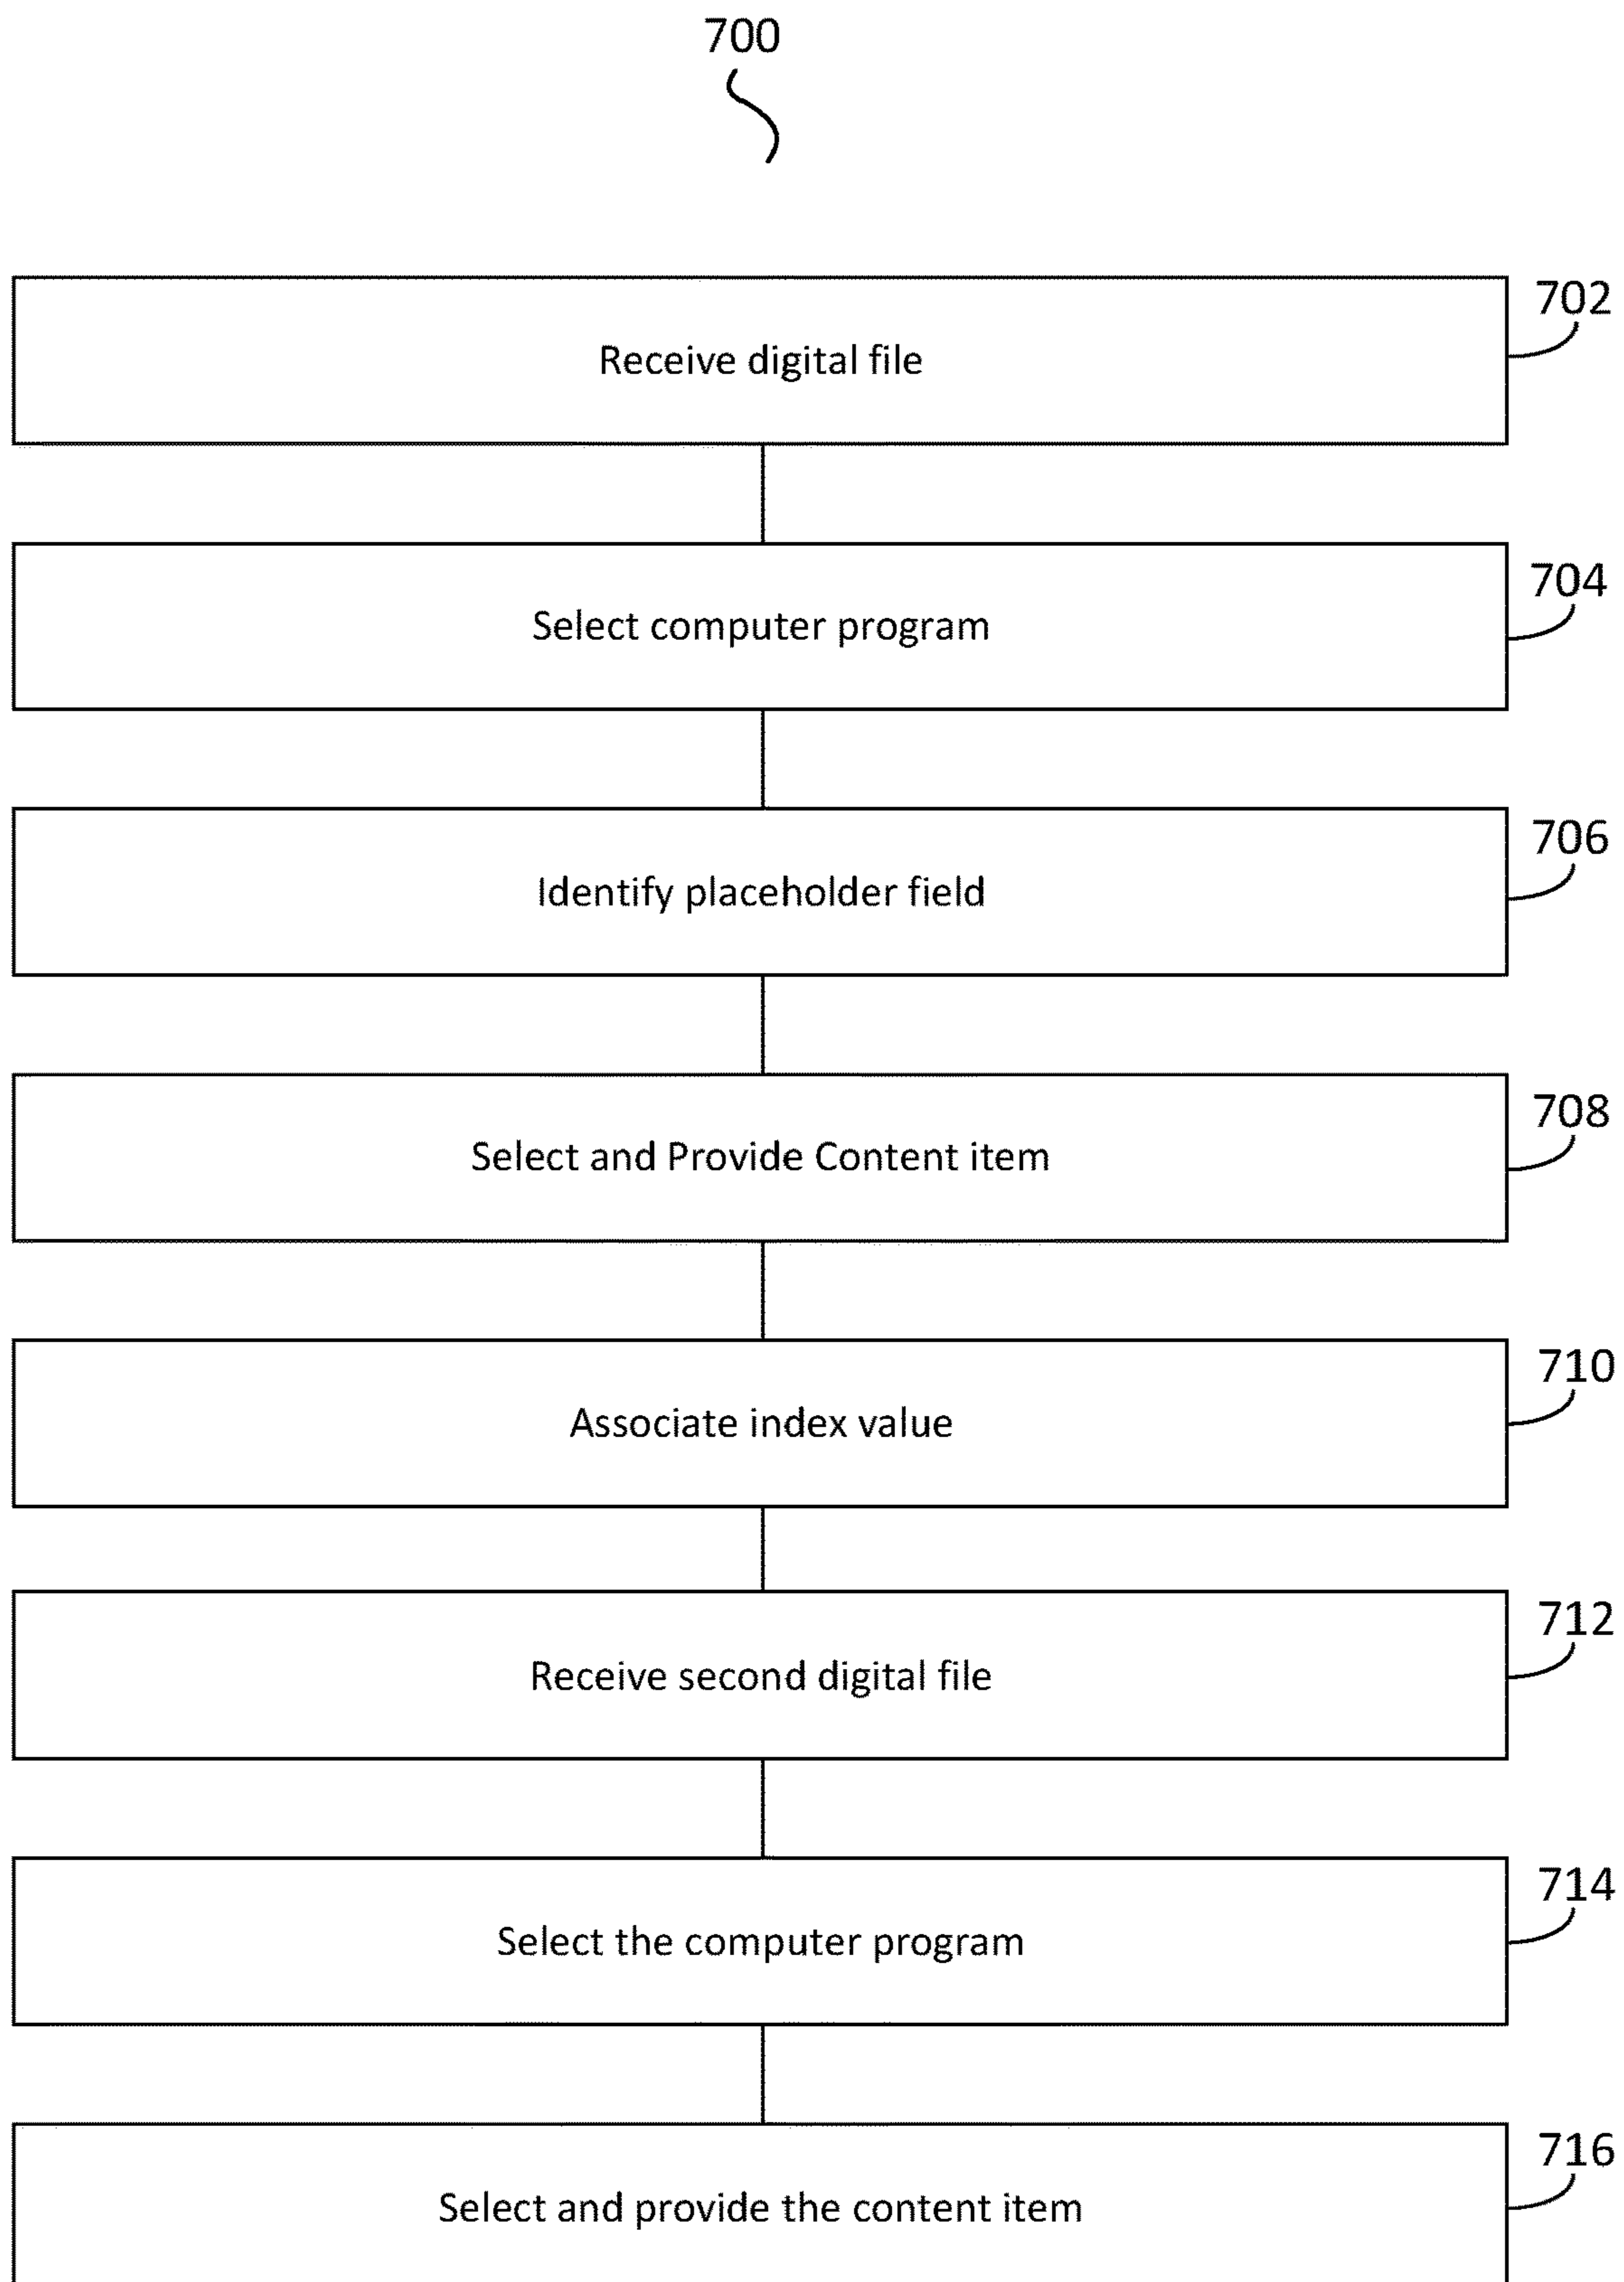 700
702
Receive digital file
704
Select computer program
706
Identify placeholder field
708
Select and Provide Content item
710
Associate index value
712
Receive second digital file
714
Select the computer program
716
Select and provide the content item